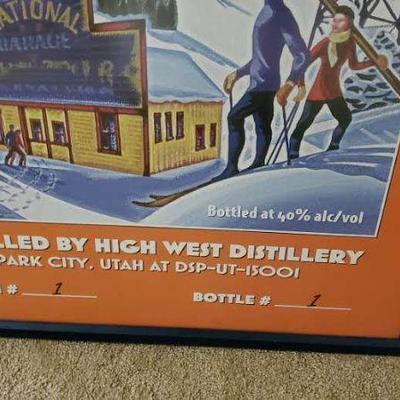 NATIONAL
GARAGE
Bottled at 40% alc/vol
LLED BY HIGH WEST DISTILLERY
PARK CITY, UTAH AT DSP-UT-15001
# 1 BOTTLE # 1